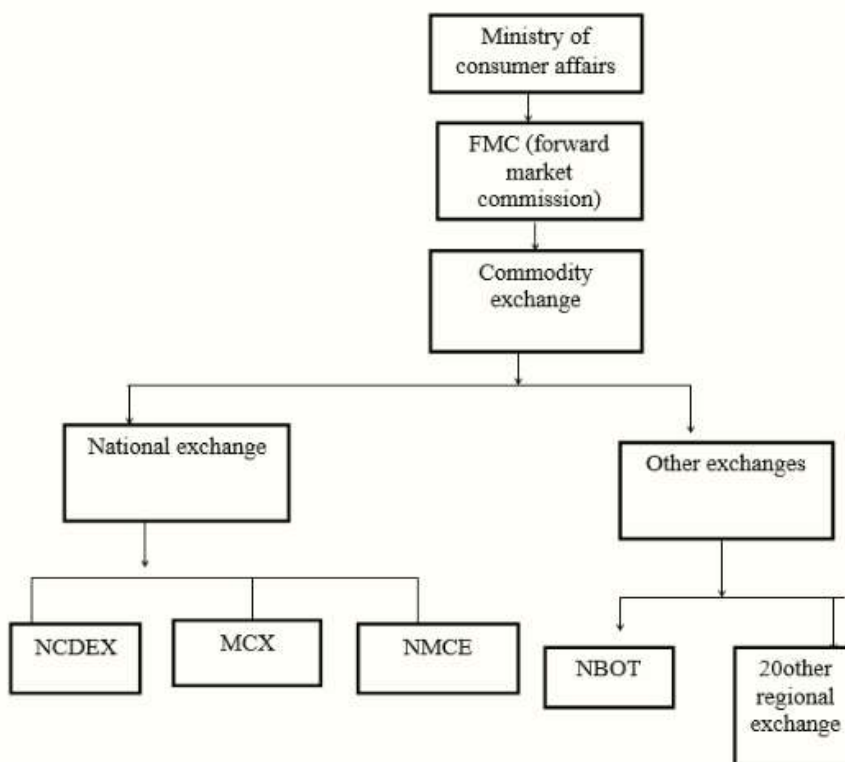 Ministry of
consumer affairs
FMC (forward
market
commission)
Commodity
exchange
National exchange
Other exchanges
NCDEX
MCX
NMCE
NBOT
20other
regional
exchange